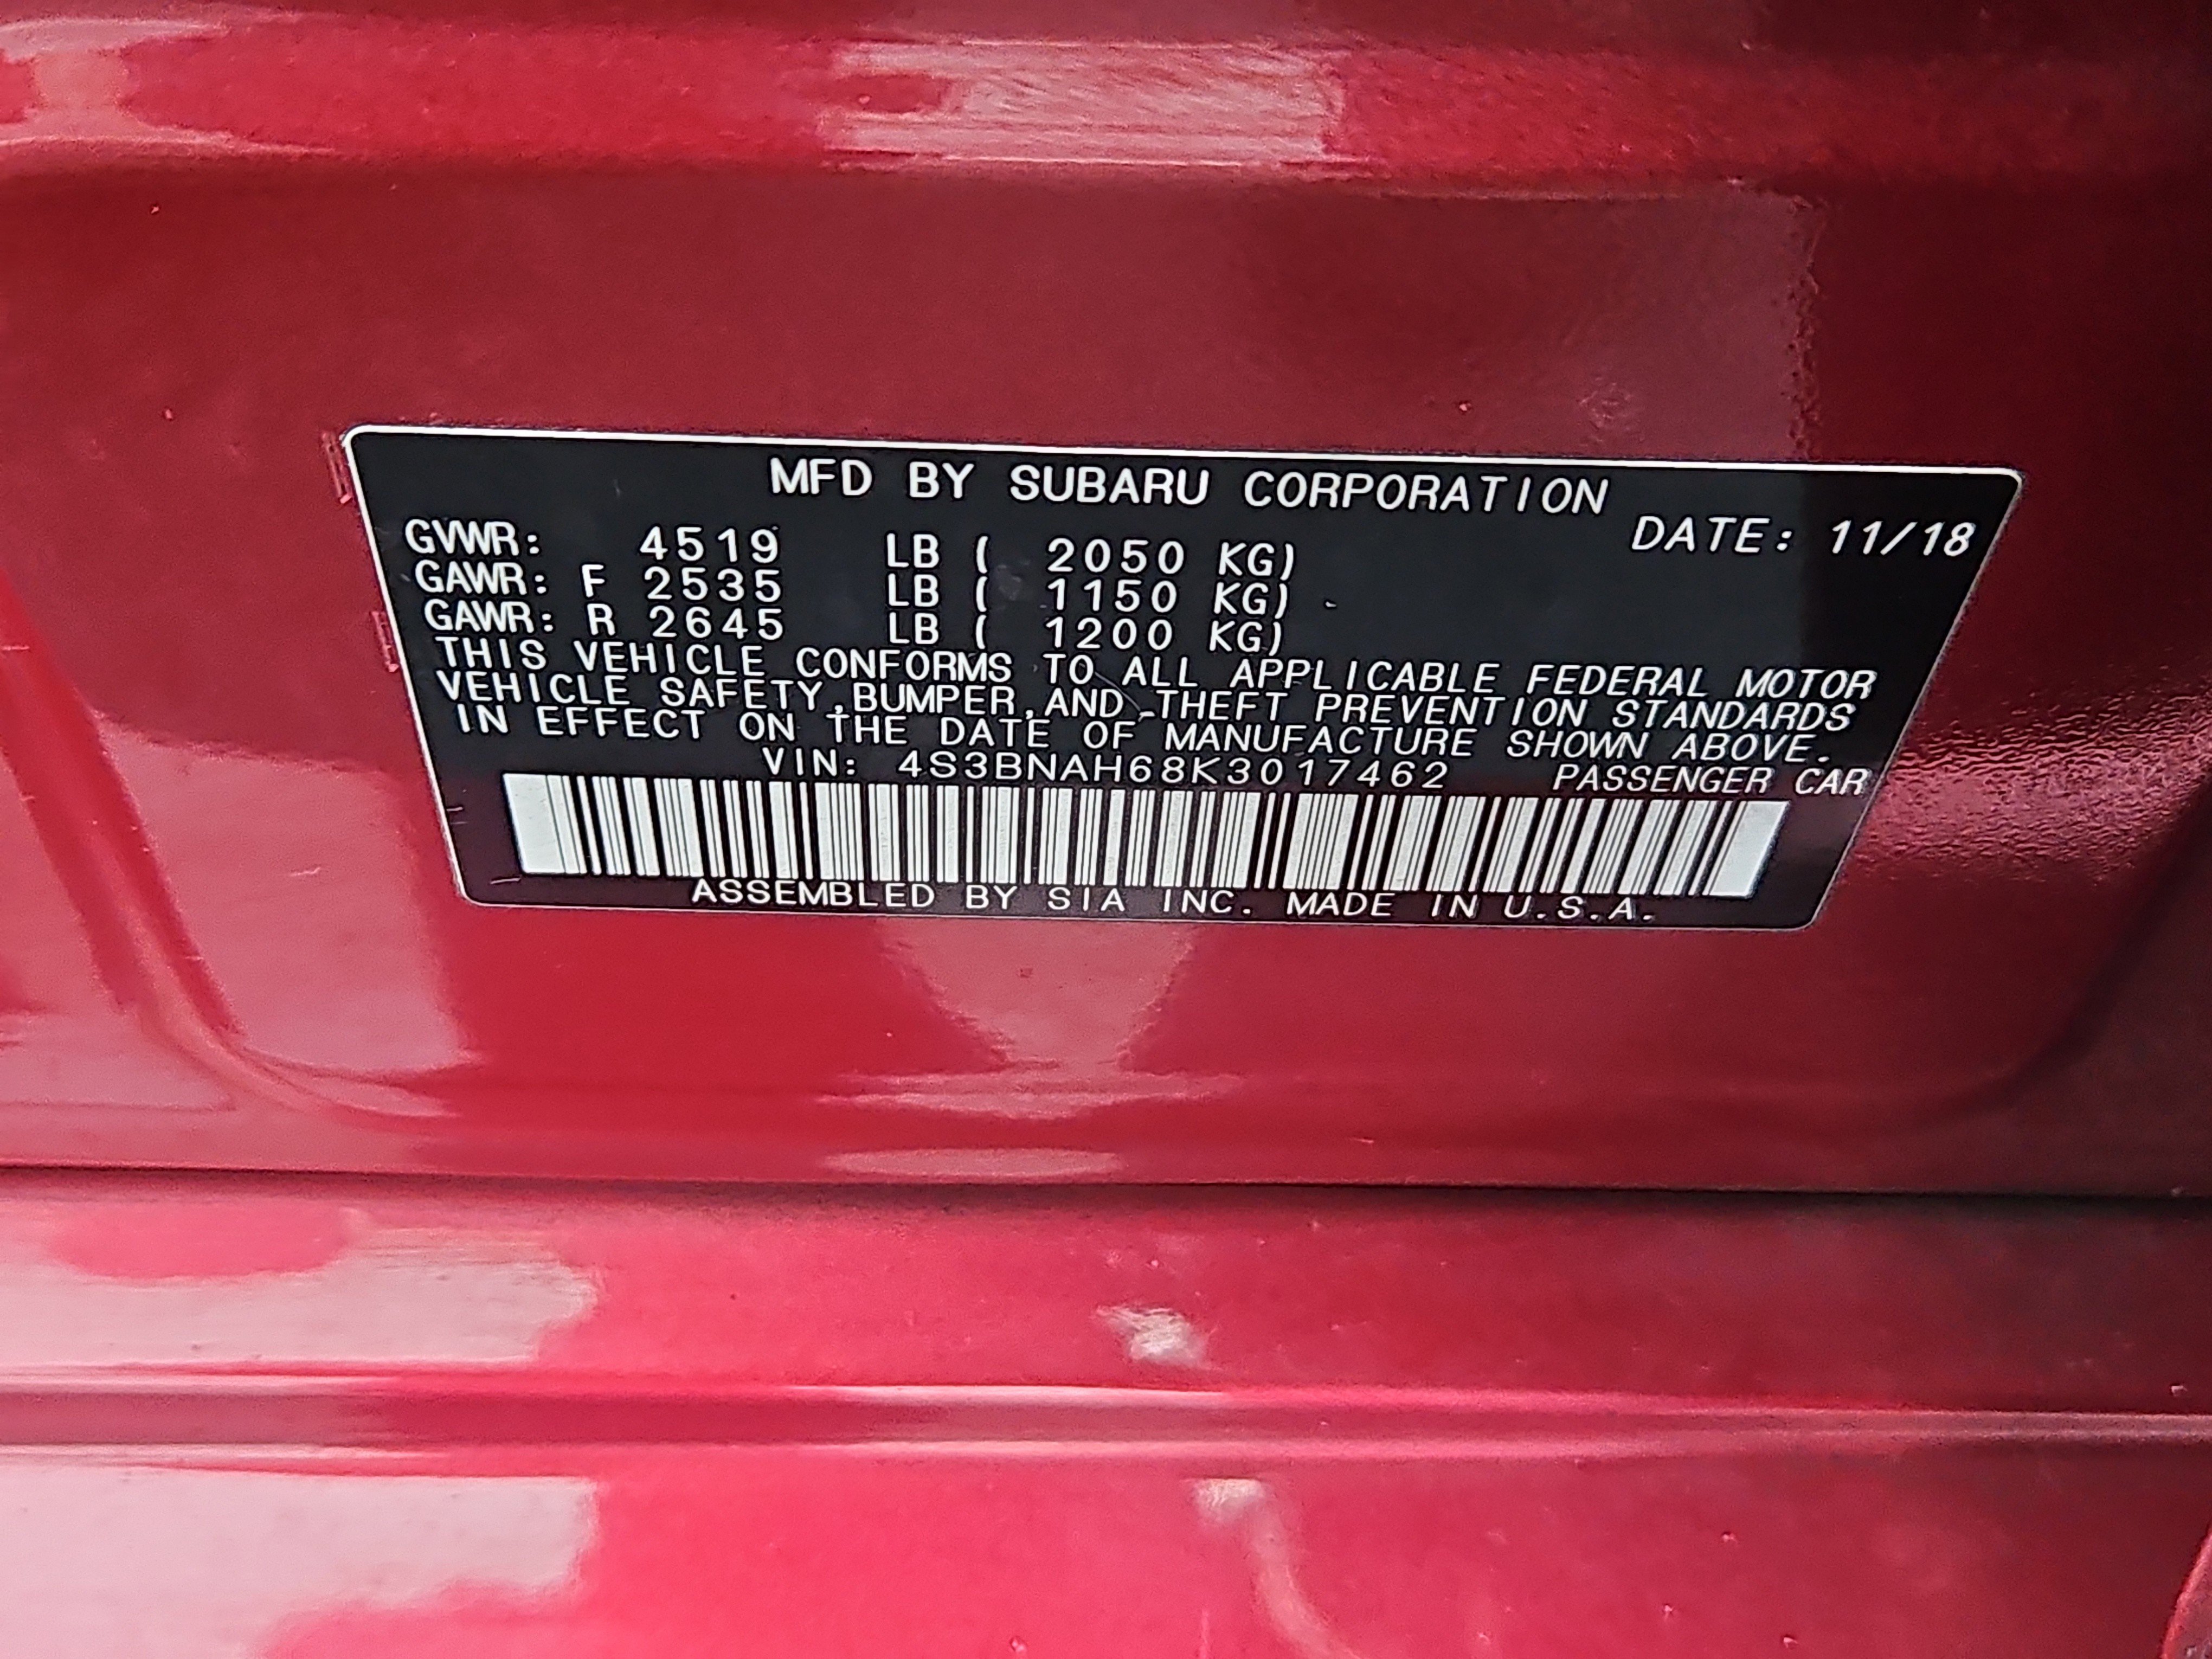 MFD BY SUBARU CORPORATION
DATE: 11/18
GVWR: 4519 LB ( 2050 KG)
GAWR: F 2535 LB ( 1150 KG)
GAWR: R 2645 LB ( 1200 KG)
THIS VEHICLE CONFORMS TO ALL APPLICABLE FEDERAL MOTOR
VEHICLE SAFETY,BUMPER,AND THEFT PREVENTION STANDARDS
IN EFFECT ON THE DATE OF MANUFACTURE SHOWN ABOVE.
VIN: 4S3BNAH68K3017462 PASSENGER CAR
ASSEMBLED BY SIA INC. MADE IN U.S.A.